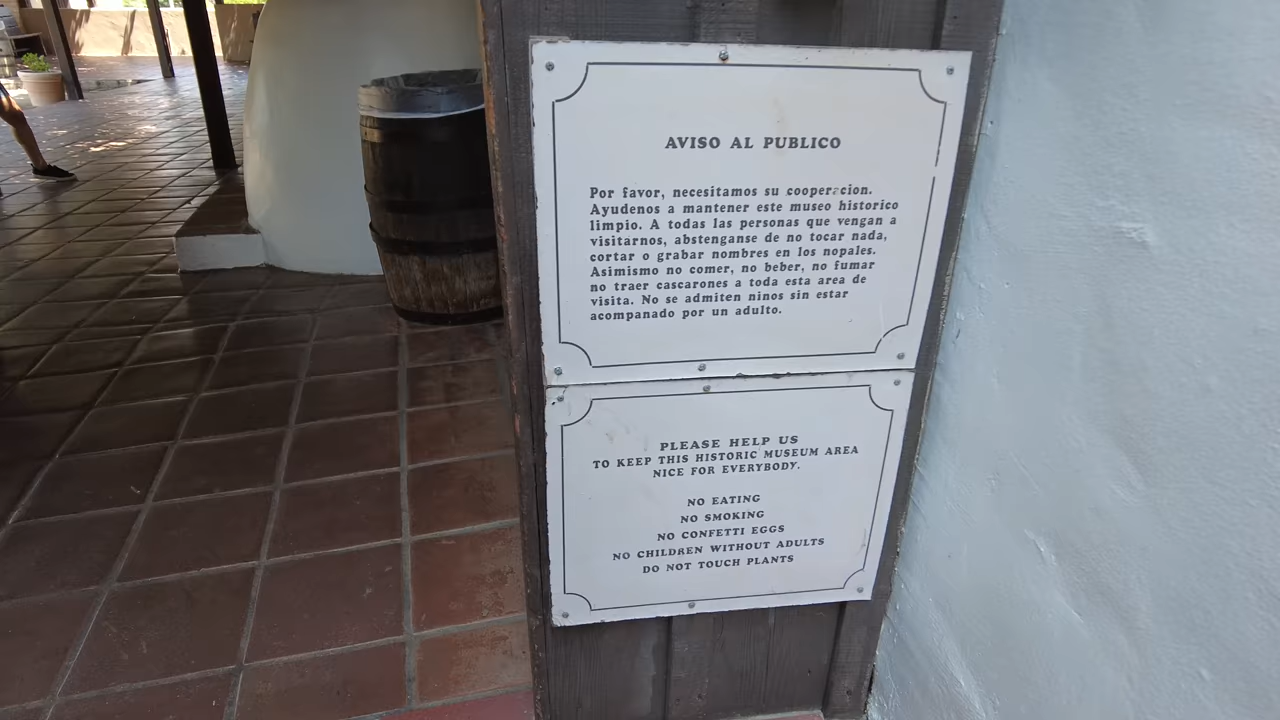 AVISO AL PUBLICO
Por favor, necesitamos su cooperacion.
Ayudenos a mantener este museo historico
limpio. A todas las personas que vengan a
visitarnos, abstenganse de no tocar nada,
cortar o grabar nombres en los nopales.
Asimismo no comer, no beber, no fumar
no traer cascarones a toda esta area de
visita. No se admiten ninos sin estar
acompanado por un adulto.
PLEASE HELP US
TO KEEP THIS HISTORIC MUSEUM AREA
NICE FOR EVERYBODY.
NO EATING
NO SMOKING
NO CONFETTI EGGS
NO CHILDREN WITHOUT ADULTS
DO NOT TOUCH PLANTS